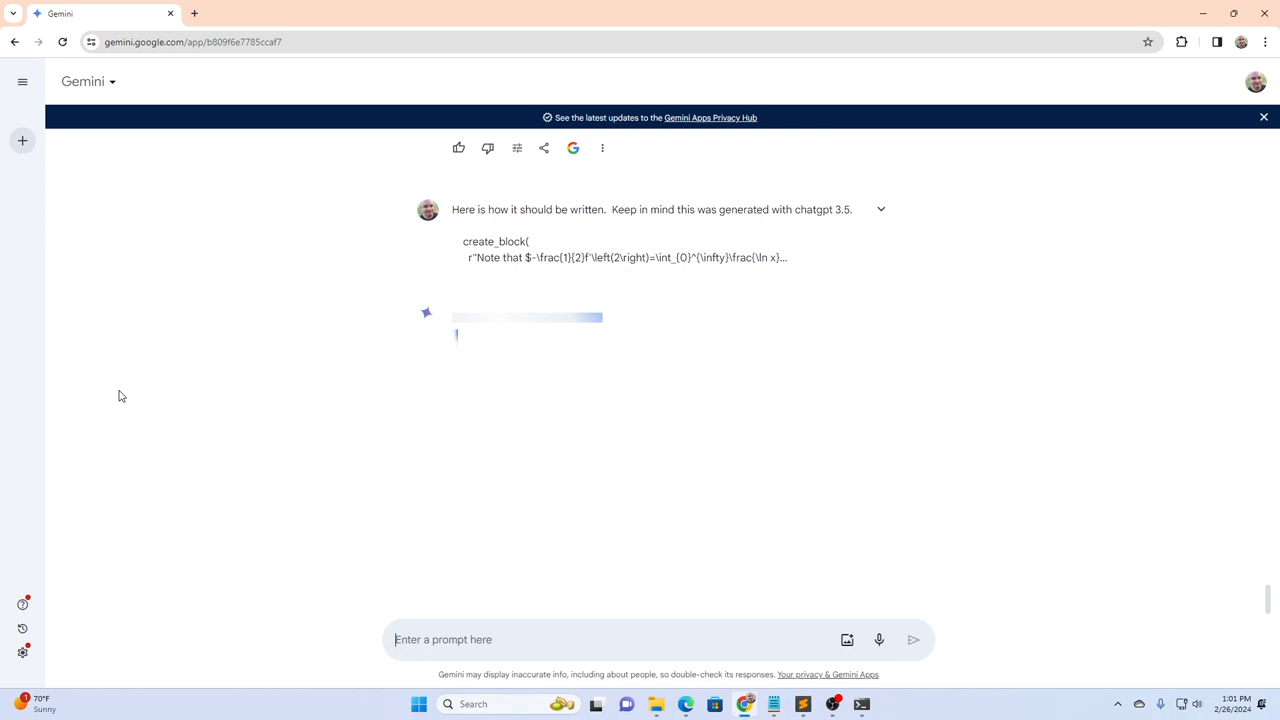 Gemini
gemini.google.com/app/b809f6e7785ccaf7
Gemini
See the latest updates to the Gemini Apps Privacy Hub
Here is how it should be written.  Keep in mind this was generated with chatgpt 3.5.
create_block(
r"Note that $-\frac{1}{2}f'\left(2\right)=\int_{0}^{\infty}\frac{\ln x}...
Enter a prompt here
Gemini may display inaccurate info, including about people, so double-check its responses. Your privacy & Gemini Apps
1
70°F
Sunny
Search
1:01 PM
2/26/2024